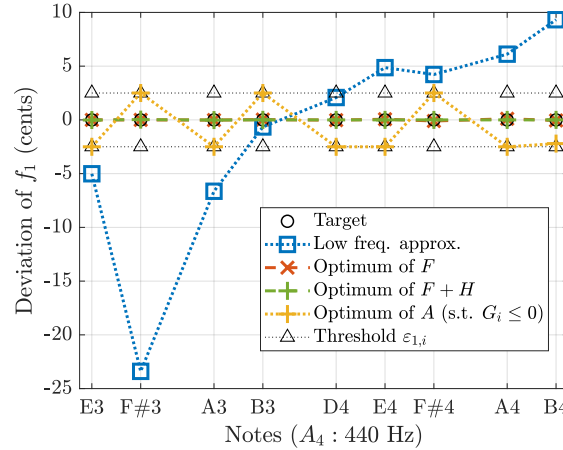 10
5
0
-5
-10
-15
-20
-25
Deviation of f₁ (cents)
Target
Low freq. approx.
Optimum of F
Optimum of F + H
Optimum of A (s.t. Gᵢ ≤ 0)
Threshold ε₁,ᵢ
E3 F#3 A3 B3 D4 E4 F#4 A4 B4
Notes (A₄ : 440 Hz)